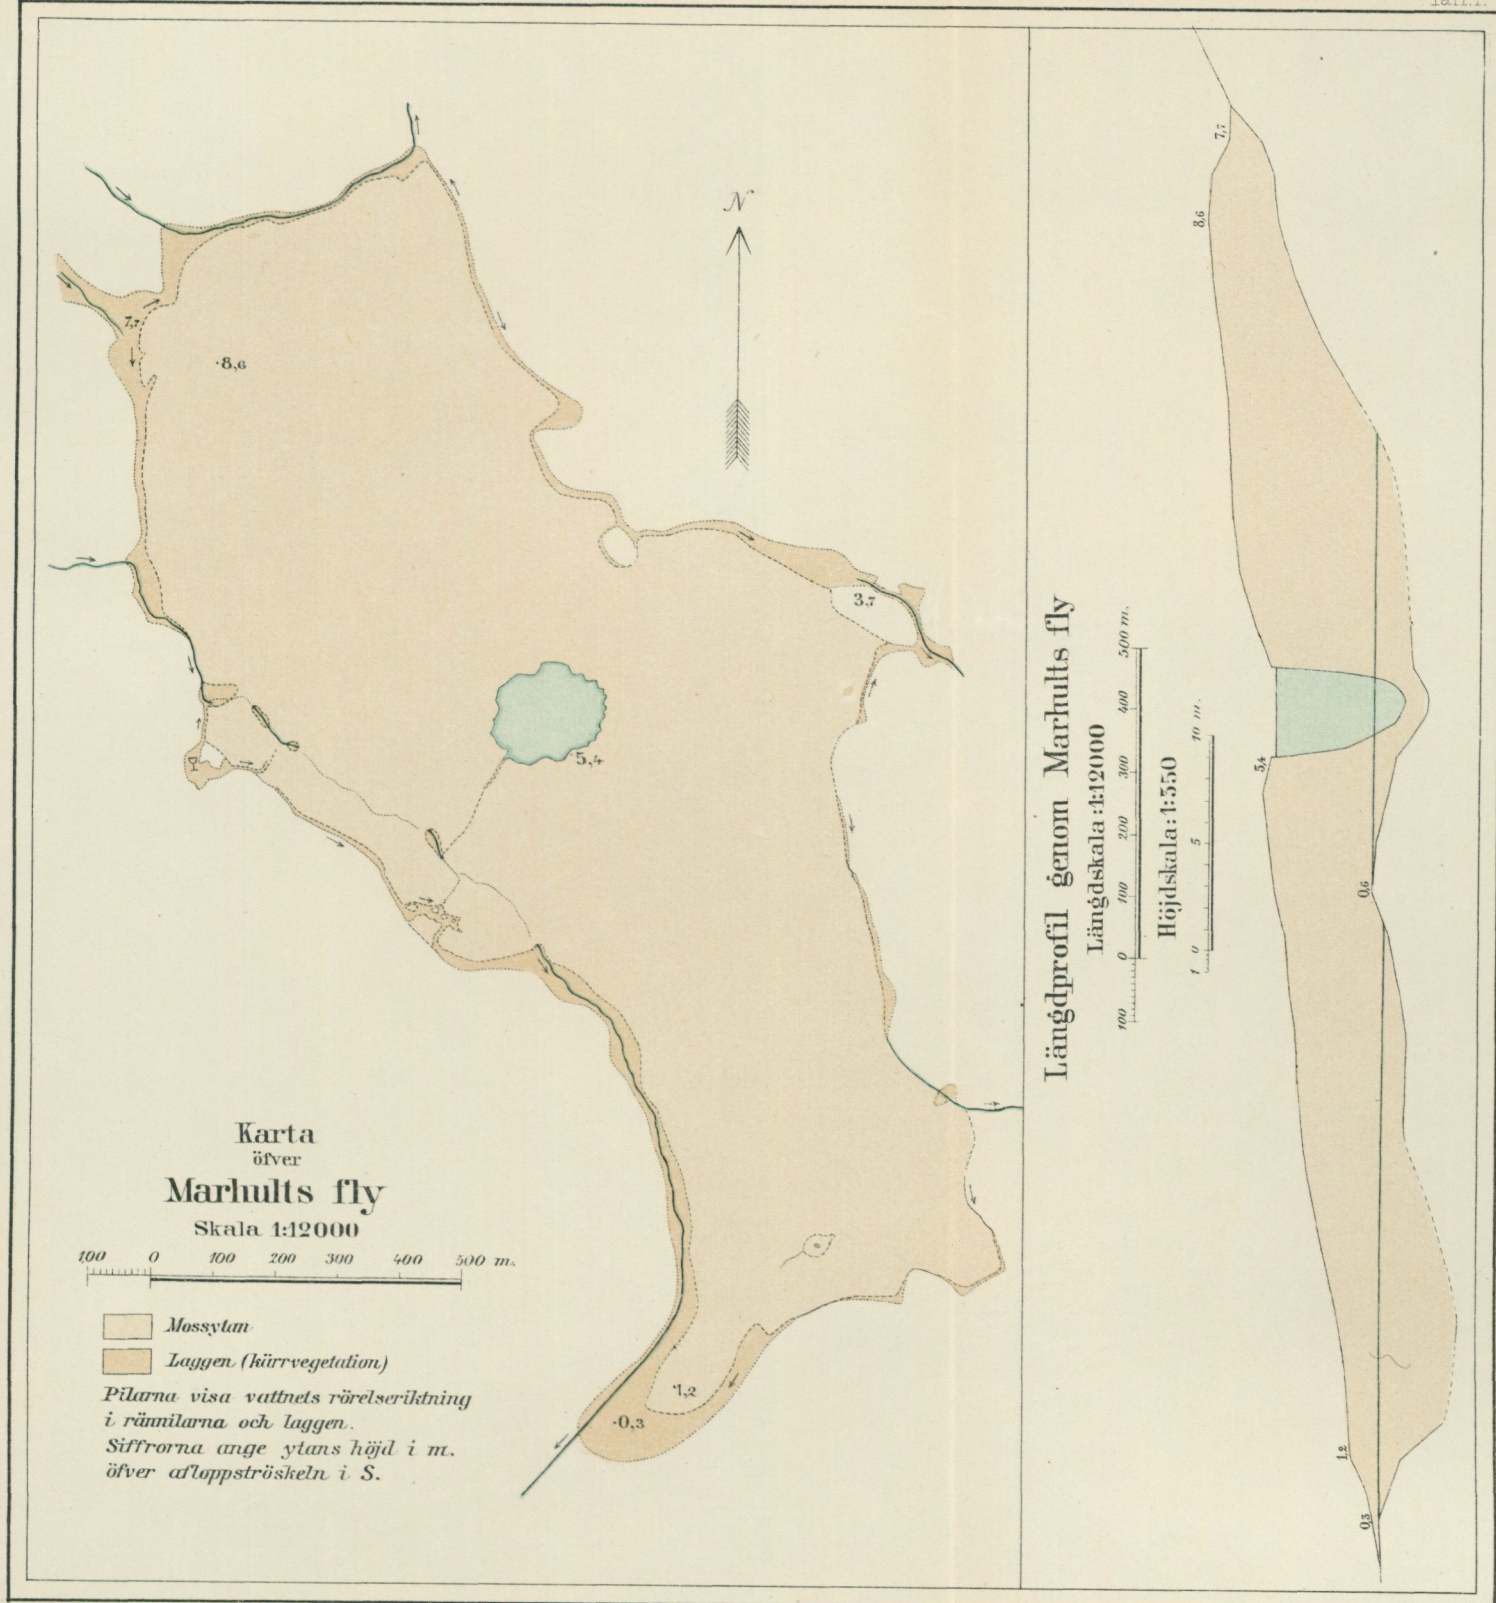 N
7,7
·8,6
3,7
5,4
1,2
·0,3
Karta
öfver
Marhults fly
Skala 1:12000
100 0 100 200 300 400 500 m.
Mossytan
Laggen (kärrvegetation)
Pilarna visa vattnets rörelseriktning
i rännilarna och laggen.
Siffrorna ange ytans höjd i m.
öfver afloppströskeln i S.
Längdprofil genom Marhults fly
Längdskala :1:12000
100 0 100 200 300 400 500 m.
Höjdskala: 1:350
1 0 5 10 m.
7,7
8,6
5,4
0,6
1,2
0,3